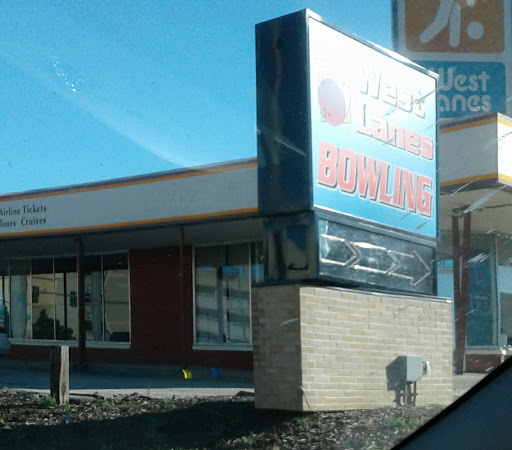 West
Lanes
Airline Tickets
Tours Cruises
West
Lanes
BOWLING